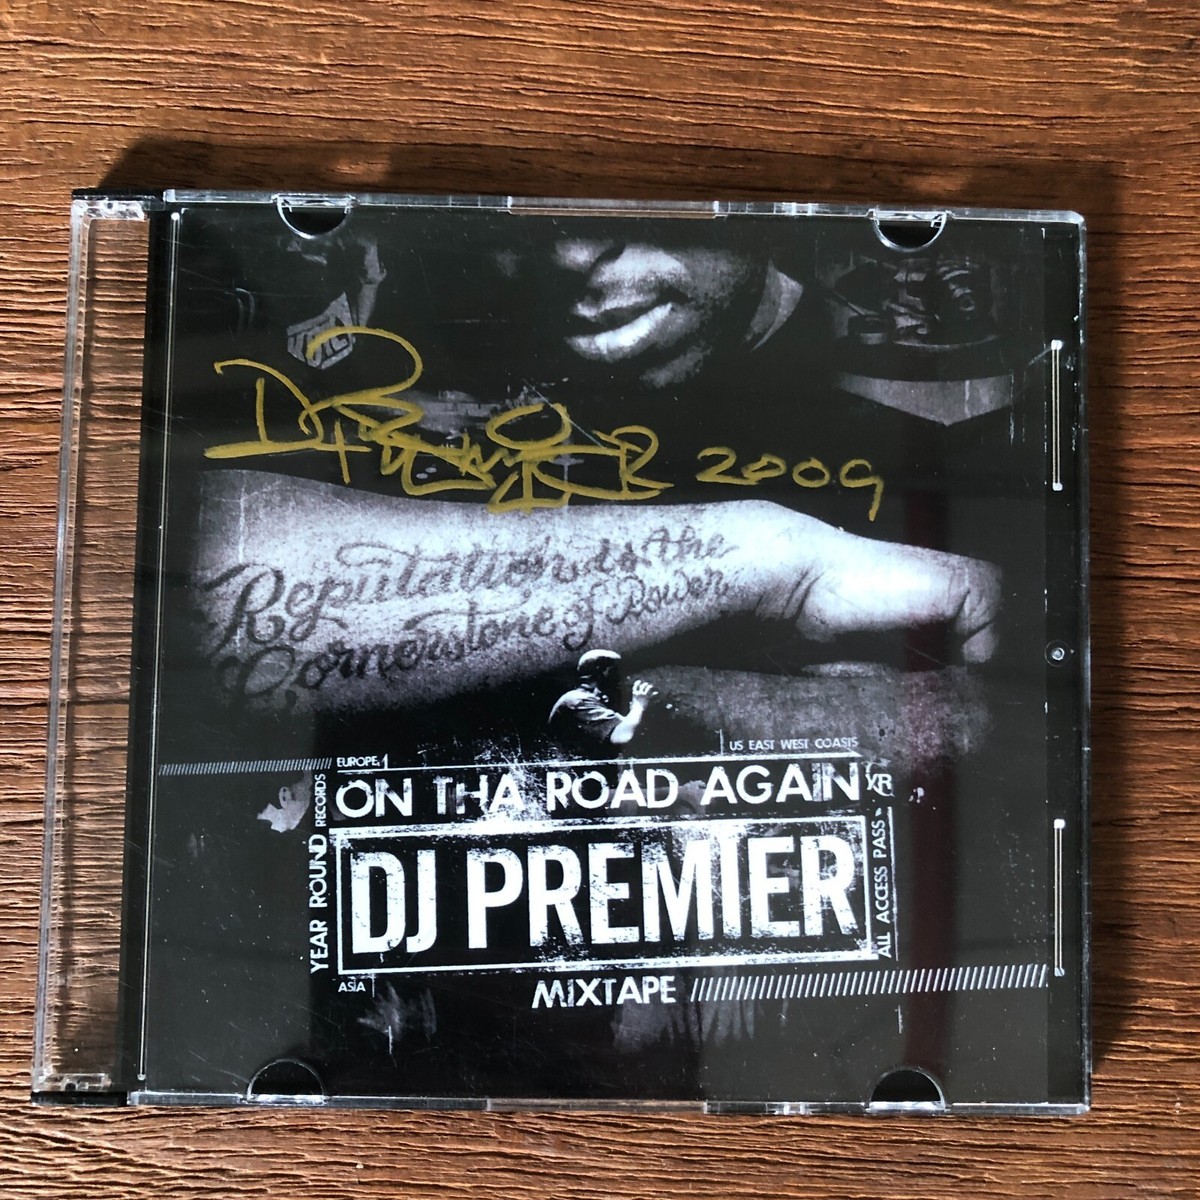 DJ Premier 2009
Reputation is the
Cornerstone of Power
US EAST WEST COASTS
EUROPE
ON THA ROAD AGAIN
YR
YEAR ROUND RECORDS
DJ PREMIER
ALL ACCESS PASS
ASIA
MIXTAPE